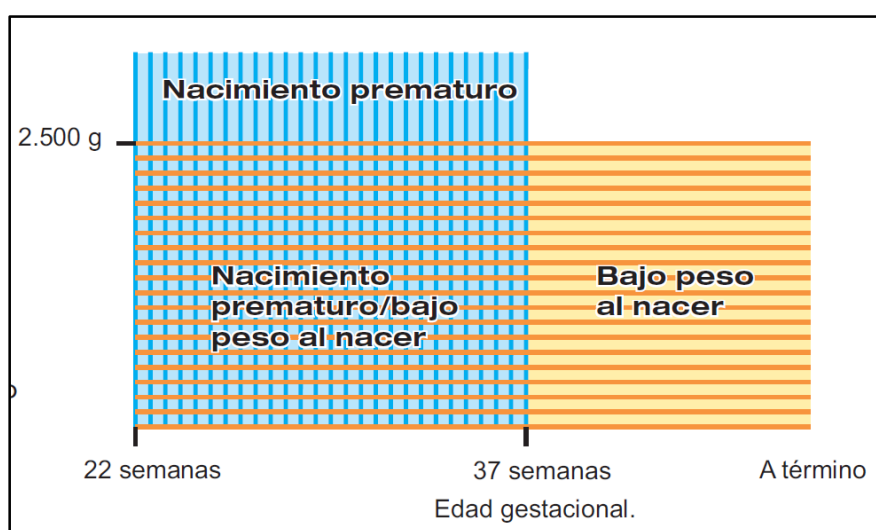 Nacimiento prematuro
2.500 g
Nacimiento
prematuro/bajo
peso al nacer
Bajo peso
al nacer
22 semanas
37 semanas
A término
Edad gestacional.